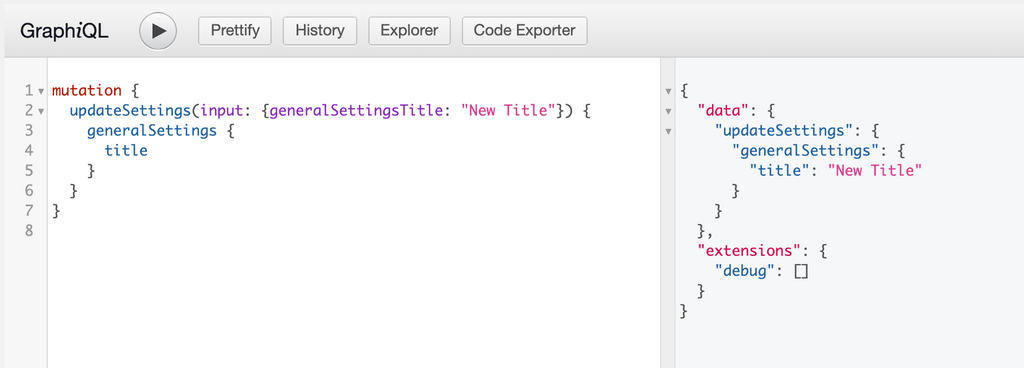 GraphiQL Prettify History Explorer Code Exporter
1 mutation {
2 updateSettings(input: {generalSettingsTitle: "New Title"}) {
3 generalSettings {
4 title
5 }
6 }
7 }
8
{
"data": {
"updateSettings": {
"generalSettings": {
"title": "New Title"
}
}
},
"extensions": {
"debug": []
}
}